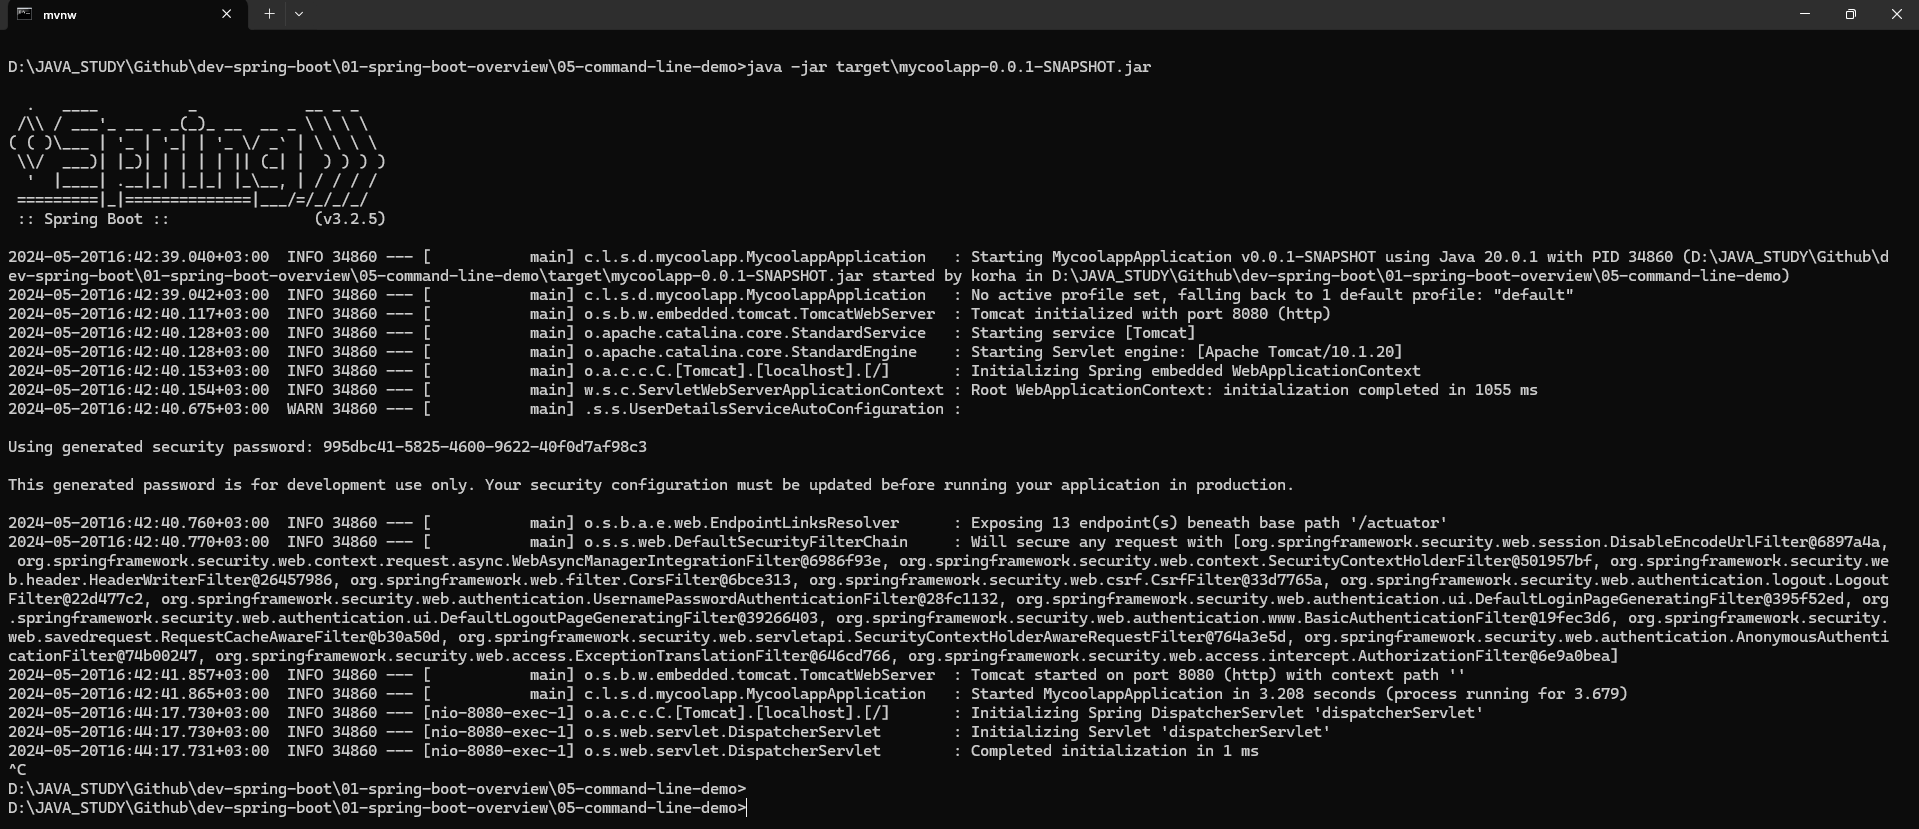 mvnw
D:\JAVA_STUDY\Github\dev-spring-boot\01-spring-boot-overview\05-command-line-demo>java -jar target\mycoolapp-0.0.1-SNAPSHOT.jar
  .   ____          _            __ _ _
 /\\ / ___'_ __ _ _(_)_ __  __ _ \ \ \ \
( ( )\___ | '_ | '_| | '_ \/ _` | \ \ \ \
 \\/  ___)| |_)| | | | | || (_| |  ) ) ) )
  '  |____| .__|_| |_|_| |_\__, | / / / /
 =========|_|==============|___/=/_/_/_/
 :: Spring Boot ::                (v3.2.5)
2024-05-20T16:42:39.040+03:00  INFO 34860 --- [           main] c.l.s.d.mycoolapp.MycoolappApplication   : Starting MycoolappApplication v0.0.1-SNAPSHOT using Java 20.0.1 with PID 34860 (D:\JAVA_STUDY\Github\d
ev-spring-boot\01-spring-boot-overview\05-command-line-demo\target\mycoolapp-0.0.1-SNAPSHOT.jar started by korha in D:\JAVA_STUDY\Github\dev-spring-boot\01-spring-boot-overview\05-command-line-demo)
2024-05-20T16:42:39.042+03:00  INFO 34860 --- [           main] c.l.s.d.mycoolapp.MycoolappApplication   : No active profile set, falling back to 1 default profile: "default"
2024-05-20T16:42:40.117+03:00  INFO 34860 --- [           main] o.s.b.w.embedded.tomcat.TomcatWebServer  : Tomcat initialized with port 8080 (http)
2024-05-20T16:42:40.128+03:00  INFO 34860 --- [           main] o.apache.catalina.core.StandardService   : Starting service [Tomcat]
2024-05-20T16:42:40.128+03:00  INFO 34860 --- [           main] o.apache.catalina.core.StandardEngine    : Starting Servlet engine: [Apache Tomcat/10.1.20]
2024-05-20T16:42:40.153+03:00  INFO 34860 --- [           main] o.a.c.c.C.[Tomcat].[localhost].[/]       : Initializing Spring embedded WebApplicationContext
2024-05-20T16:42:40.154+03:00  INFO 34860 --- [           main] w.s.c.ServletWebServerApplicationContext : Root WebApplicationContext: initialization completed in 1055 ms
2024-05-20T16:42:40.675+03:00  WARN 34860 --- [           main] .s.s.UserDetailsServiceAutoConfiguration :
Using generated security password: 995dbc41-5825-4600-9622-40f0d7af98c3
This generated password is for development use only. Your security configuration must be updated before running your application in production.
2024-05-20T16:42:40.760+03:00  INFO 34860 --- [           main] o.s.b.a.e.web.EndpointLinksResolver      : Exposing 13 endpoint(s) beneath base path '/actuator'
2024-05-20T16:42:40.770+03:00  INFO 34860 --- [           main] o.s.s.web.DefaultSecurityFilterChain     : Will secure any request with [org.springframework.security.web.session.DisableEncodeUrlFilter@6897a4a,
 org.springframework.security.web.context.request.async.WebAsyncManagerIntegrationFilter@6986f93e, org.springframework.security.web.context.SecurityContextHolderFilter@501957bf, org.springframework.security.we
b.header.HeaderWriterFilter@26457986, org.springframework.web.filter.CorsFilter@6bce313, org.springframework.security.web.csrf.CsrfFilter@33d7765a, org.springframework.security.web.authentication.logout.Logout
Filter@22d477c2, org.springframework.security.web.authentication.UsernamePasswordAuthenticationFilter@28fc1132, org.springframework.security.web.authentication.ui.DefaultLoginPageGeneratingFilter@395f52ed, org
.springframework.security.web.authentication.ui.DefaultLogoutPageGeneratingFilter@39266403, org.springframework.security.web.authentication.www.BasicAuthenticationFilter@19fec3d6, org.springframework.security.
web.savedrequest.RequestCacheAwareFilter@b30a50d, org.springframework.security.web.servletapi.SecurityContextHolderAwareRequestFilter@764a3e5d, org.springframework.security.web.authentication.AnonymousAuthenti
cationFilter@74b00247, org.springframework.security.web.access.ExceptionTranslationFilter@646cd766, org.springframework.security.web.access.intercept.AuthorizationFilter@6e9a0bea]
2024-05-20T16:42:41.857+03:00  INFO 34860 --- [           main] o.s.b.w.embedded.tomcat.TomcatWebServer  : Tomcat started on port 8080 (http) with context path ''
2024-05-20T16:42:41.865+03:00  INFO 34860 --- [           main] c.l.s.d.mycoolapp.MycoolappApplication   : Started MycoolappApplication in 3.208 seconds (process running for 3.679)
2024-05-20T16:44:17.730+03:00  INFO 34860 --- [nio-8080-exec-1] o.a.c.c.C.[Tomcat].[localhost].[/]       : Initializing Spring DispatcherServlet 'dispatcherServlet'
2024-05-20T16:44:17.730+03:00  INFO 34860 --- [nio-8080-exec-1] o.s.web.servlet.DispatcherServlet        : Initializing Servlet 'dispatcherServlet'
2024-05-20T16:44:17.731+03:00  INFO 34860 --- [nio-8080-exec-1] o.s.web.servlet.DispatcherServlet        : Completed initialization in 1 ms
^C
D:\JAVA_STUDY\Github\dev-spring-boot\01-spring-boot-overview\05-command-line-demo>
D:\JAVA_STUDY\Github\dev-spring-boot\01-spring-boot-overview\05-command-line-demo>